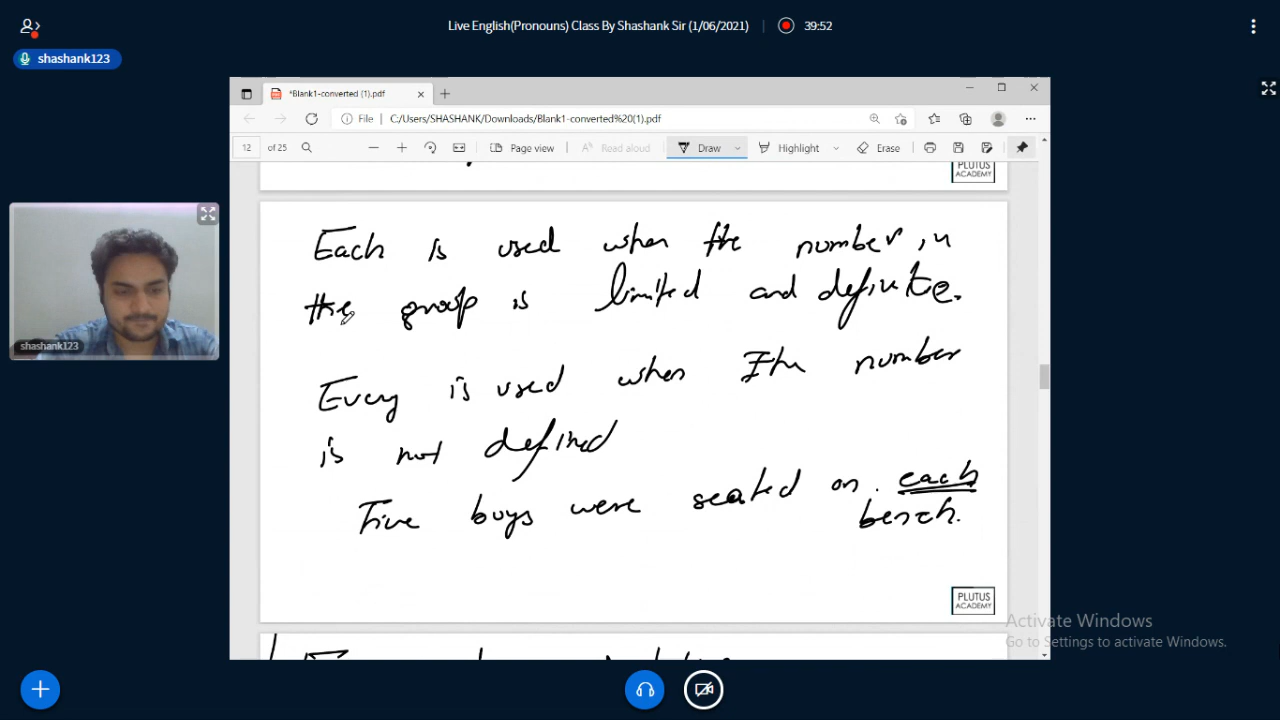 Live English(Pronouns) Class By Shashank Sir (1/06/2021)
39:52
shashank123
*Blank1-converted (1).pdf
File
C:/Users/SHASHANK/Downloads/Blank1-converted%20(1).pdf
12 of 25
Page view
Read aloud
Draw
Highlight
Erase
PLUTUS
ACADEMY
Each is used when the number in
the group is limited and definite.
Every is used when the number
is not defined
Five boys were seated on each
bench.
shashank123
PLUTUS
ACADEMY
Activate Windows
Go to Settings to activate Windows.